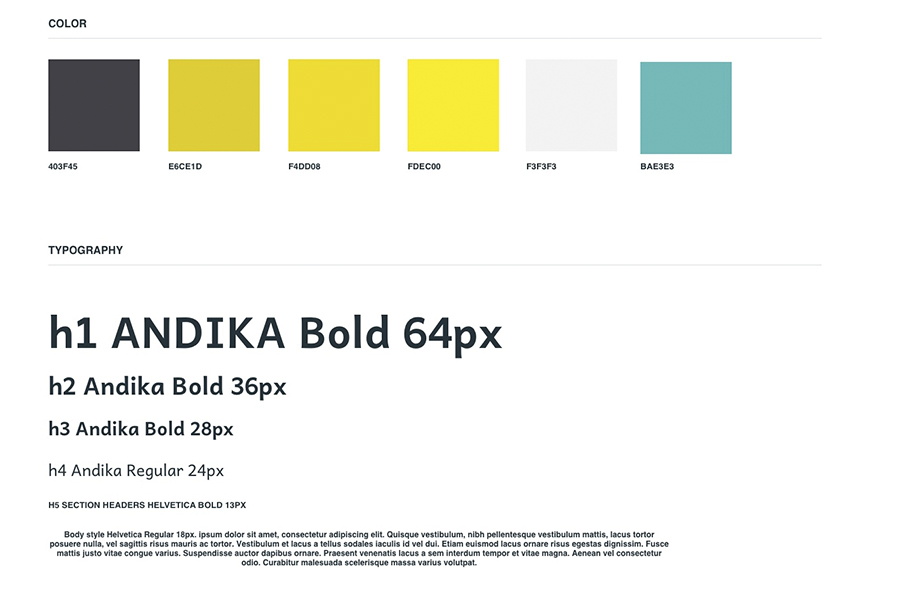 COLOR
403F45 E6CE1D F4DD08 FDEC00 F3F3F3 BAE3E3
TYPOGRAPHY
h1 ANDIKA Bold 64px
h2 Andika Bold 36px
h3 Andika Bold 28px
h4 Andika Regular 24px
H5 SECTION HEADERS HELVETICA BOLD 13PX
Body style Helvetica Regular 18px. ipsum dolor sit amet, consectetur adipiscing elit. Quisque vestibulum, nibh pellentesque vestibulum mattis, lacus tortor
posuere nulla, vel sagittis risus mauris ac tortor. Vestibulum et lacus a tellus sodales iaculis id vel dui. Etiam euismod lacus ornare risus egestas dignissim. Fusce
mattis justo vitae congue varius. Suspendisse auctor dapibus ornare. Praesent venenatis lacus a sem interdum tempor et vitae magna. Aenean vel consectetur
odio. Curabitur malesuada scelerisque massa varius volutpat.